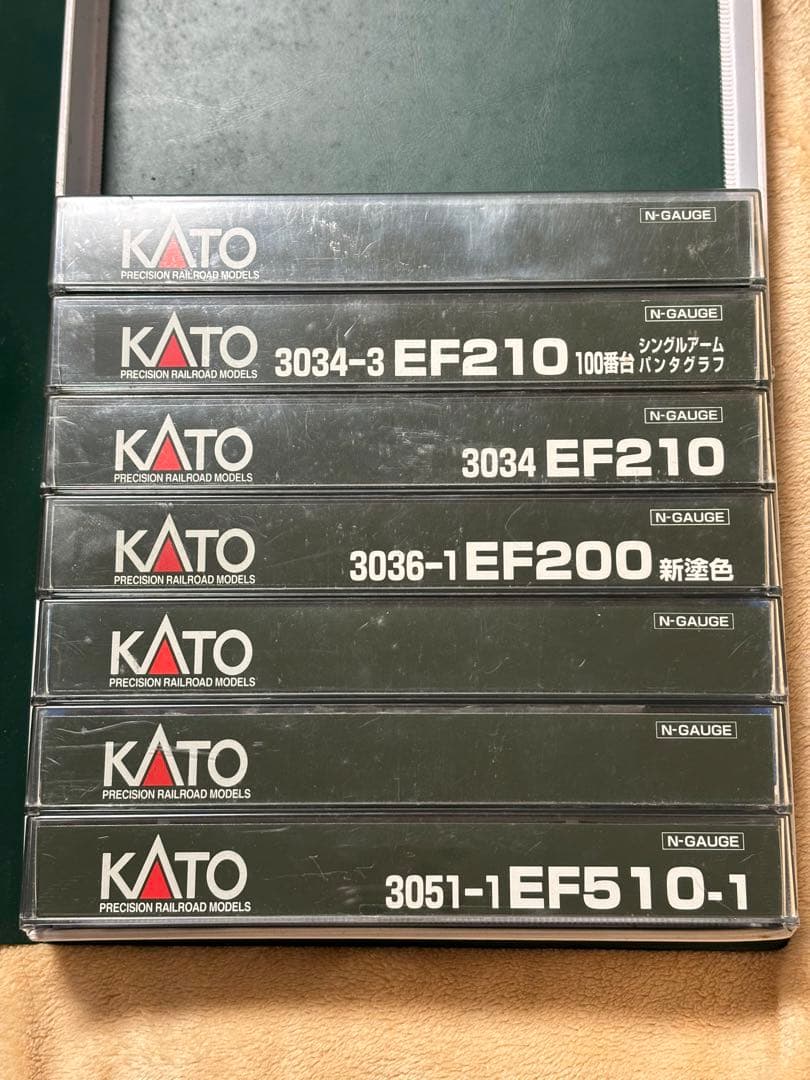 N-GAUGE
KATO
PRECISION RAILROAD MODELS
N-GAUGE
KATO
PRECISION RAILROAD MODELS
3034-3 EF210 100番台 シングルアーム
パンタグラフ
N-GAUGE
KATO
PRECISION RAILROAD MODELS
3034 EF210
N-GAUGE
KATO
PRECISION RAILROAD MODELS
3036-1 EF200 新塗色
N-GAUGE
KATO
PRECISION RAILROAD MODELS
N-GAUGE
KATO
PRECISION RAILROAD MODELS
N-GAUGE
KATO
PRECISION RAILROAD MODELS
3051-1 EF510-1